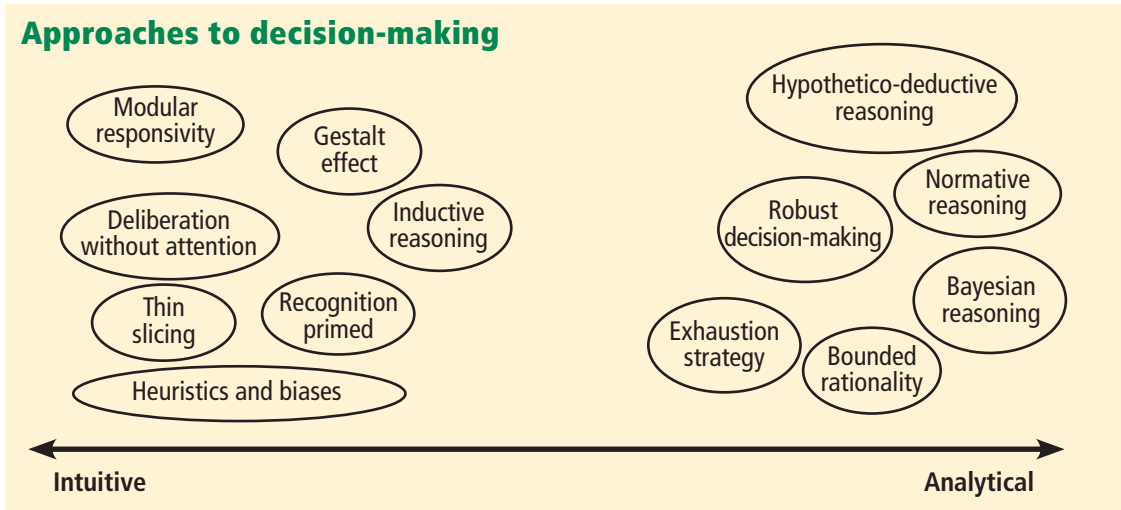 Approaches to decision-making
Modular
responsivity
Gestalt
effect
Inductive
reasoning
Deliberation
without attention
Thin
slicing
Recognition
primed
Heuristics and biases
Hypothetico-deductive
reasoning
Normative
reasoning
Robust
decision-making
Bayesian
reasoning
Exhaustion
strategy
Bounded
rationality
Intuitive
Analytical